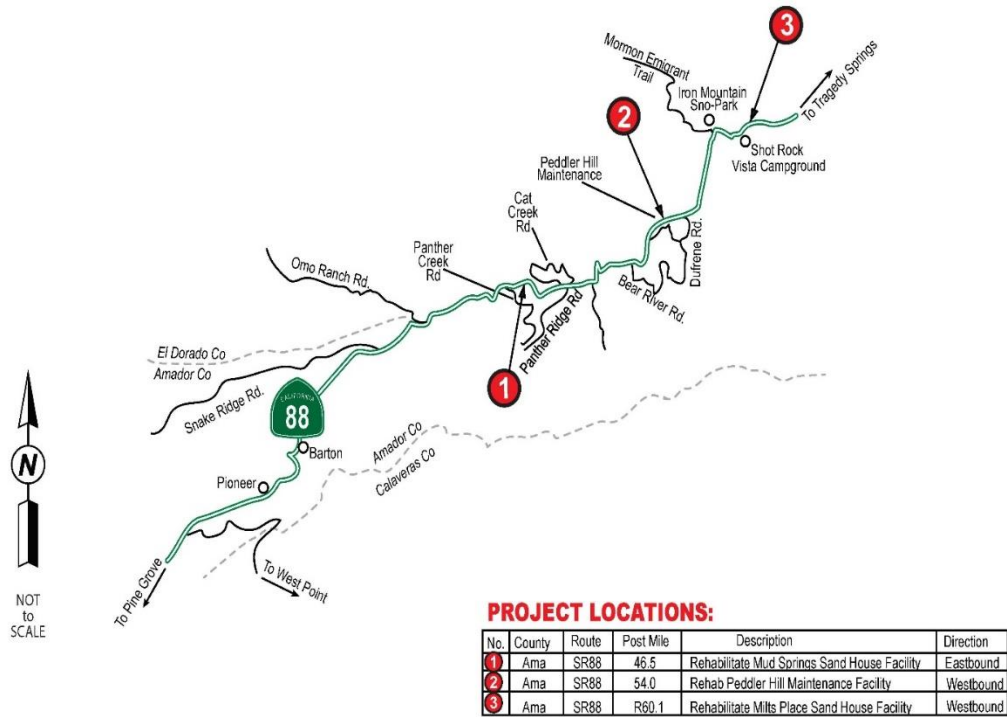 3
Mormon Emigrant
Trail
Iron Mountain
Sno-Park
To Tragedy Springs
2
Shot Rock
Vista Campground
Peddler Hill
Maintenance
Cat
Creek
Rd
Dufrene Rd.
Panther
Creek
Rd
Omo Ranch Rd.
Bear River Rd.
Panther Ridge Rd
El Dorado Co
Amador Co
1
Snake Ridge Rd.
CALIFORNIA
88
Barton
Amador Co
Calaveras Co
N
Pioneer
To Pine Grove
To West Point
NOT
to
SCALE
PROJECT LOCATIONS:
No. County Route Post Mile Description Direction
1 Ama SR88 46.5 Rehabilitate Mud Springs Sand House Facility Eastbound
2 Ama SR88 54.0 Rehab Peddler Hill Maintenance Facility Westbound
3 Ama SR88 R60.1 Rehabilitate Milts Place Sand House Facility Westbound